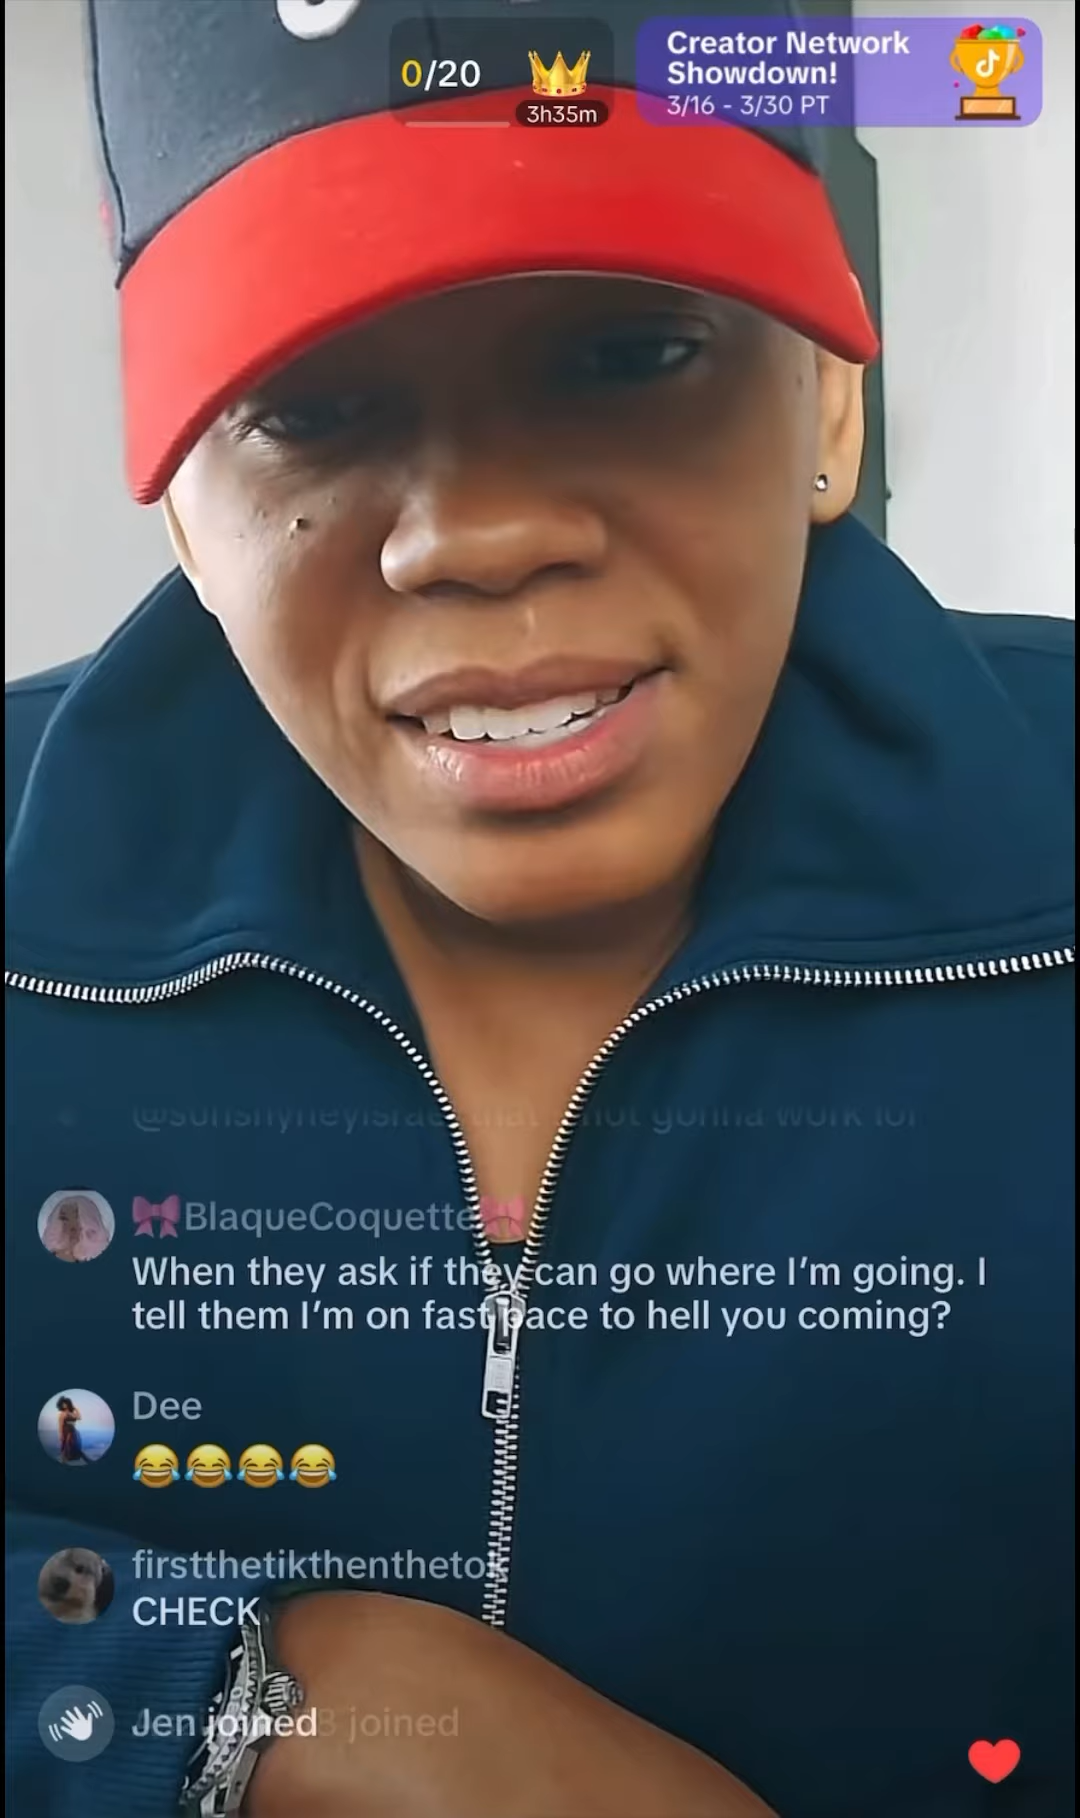 0/20
3h35m
Creator Network
Showdown!
3/16 - 3/30 PT
🎀BlaqueCoquette🎀
When they ask if they can go where I'm going. I
tell them I'm on fast pace to hell you coming?
Dee
😂😂😂😂
firstthetikthenthetok
CHECK
Jen joined
joined